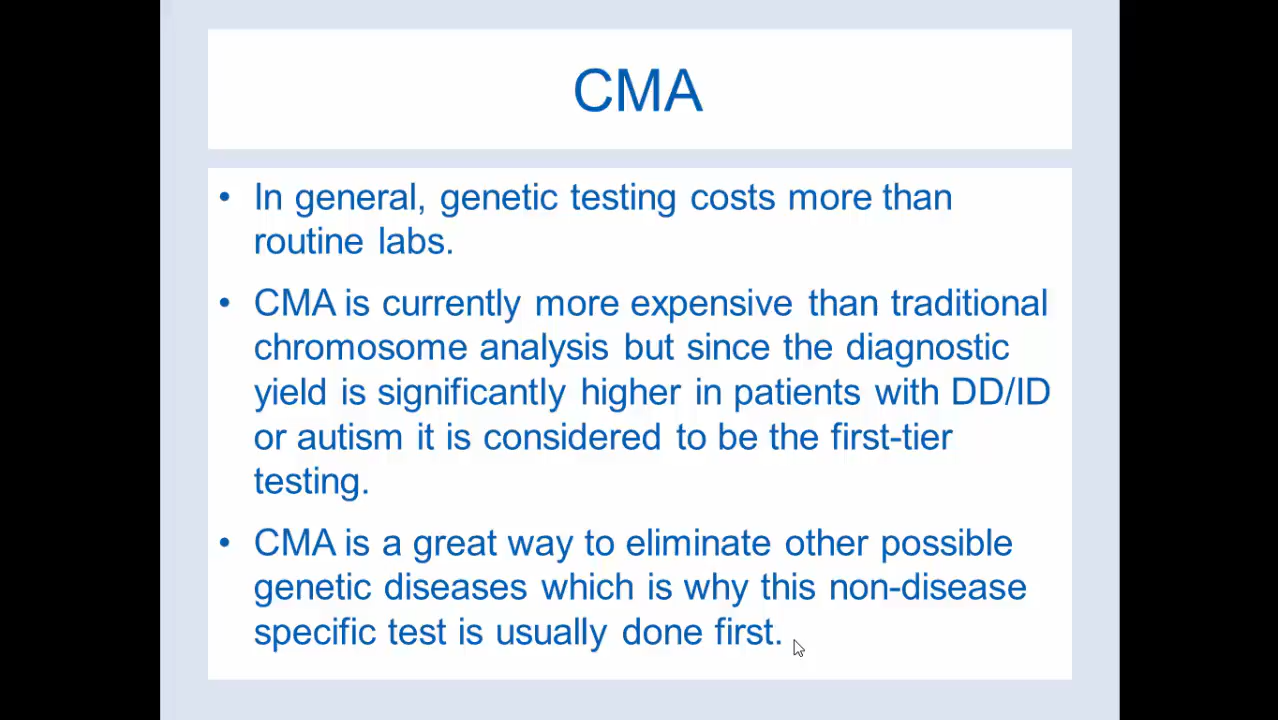 CMA
• In general, genetic testing costs more than
routine labs.
• CMA is currently more expensive than traditional
chromosome analysis but since the diagnostic
yield is significantly higher in patients with DD/ID
or autism it is considered to be the first-tier
testing.
• CMA is a great way to eliminate other possible
genetic diseases which is why this non-disease
specific test is usually done first.